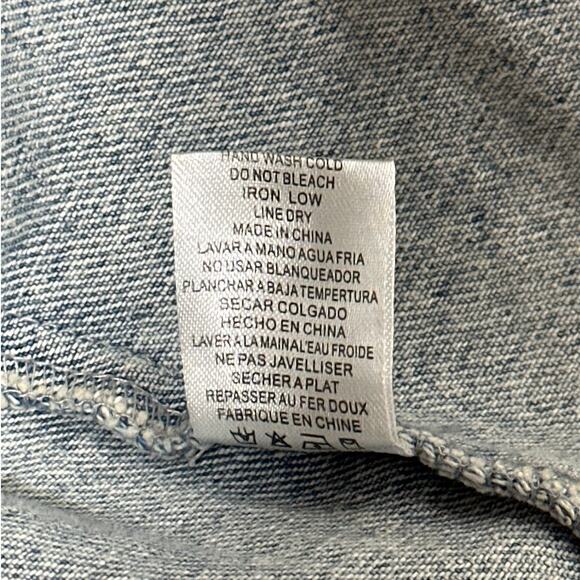 HAND WASH COLD
DO NOT BLEACH
IRON LOW
LINE DRY
MADE IN CHINA
LAVAR A MANO AGUA FRIA
NO USAR BLANQUEADOR
PLANCHAR A BAJA TEMPERTURA
SECAR COLGADO
HECHO EN CHINA
LAVER A LA MAINAL'EAU FROIDE
NE PAS JAVELLISER
SECHER A PLAT
REPASSER AU FER DOUX
FABRIQUE EN CHINE